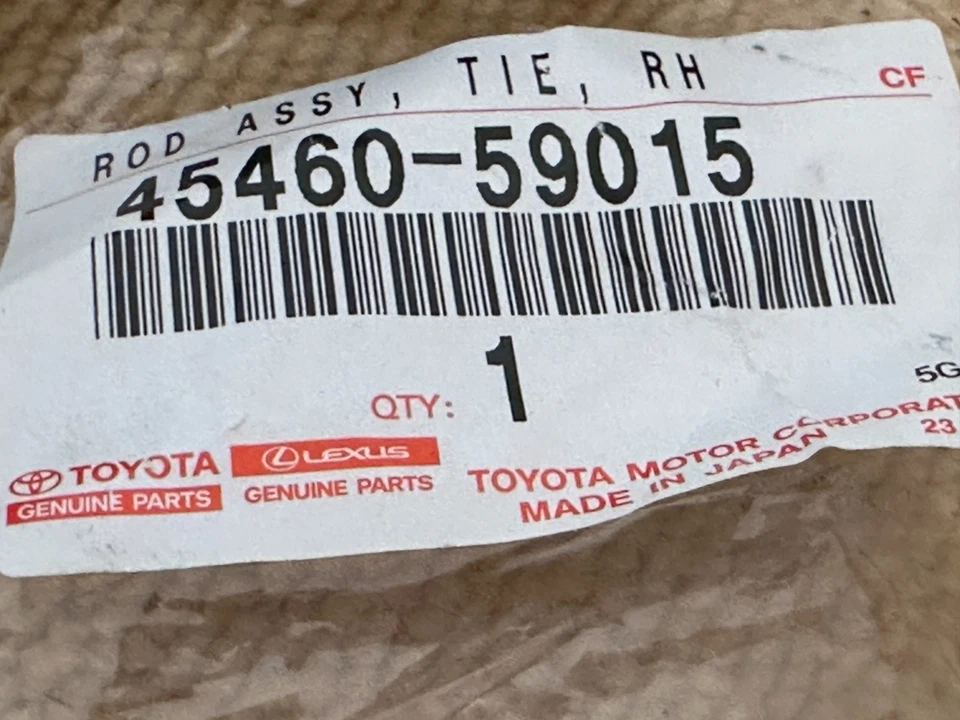 ROD ASSY, TIE, RH
CF
45460-59015
QTY: 1
5G
TOYOTA
GENUINE PARTS
LEXUS
GENUINE PARTS
TOYOTA MOTOR CORPORAT
23
MADE IN JAPAN